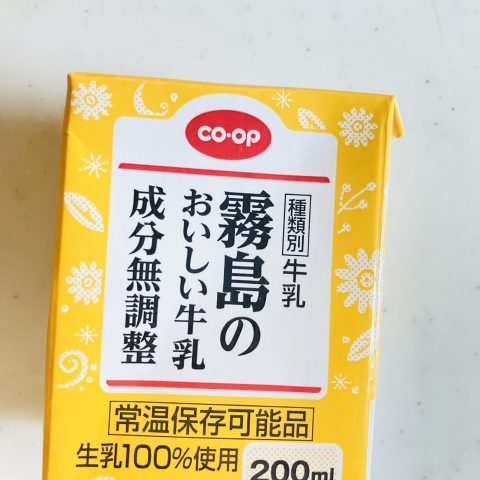 CO·OP
種類別 牛乳
霧島の
おいしい牛乳
成分無調整
常温保存可能品
生乳100%使用
200ml